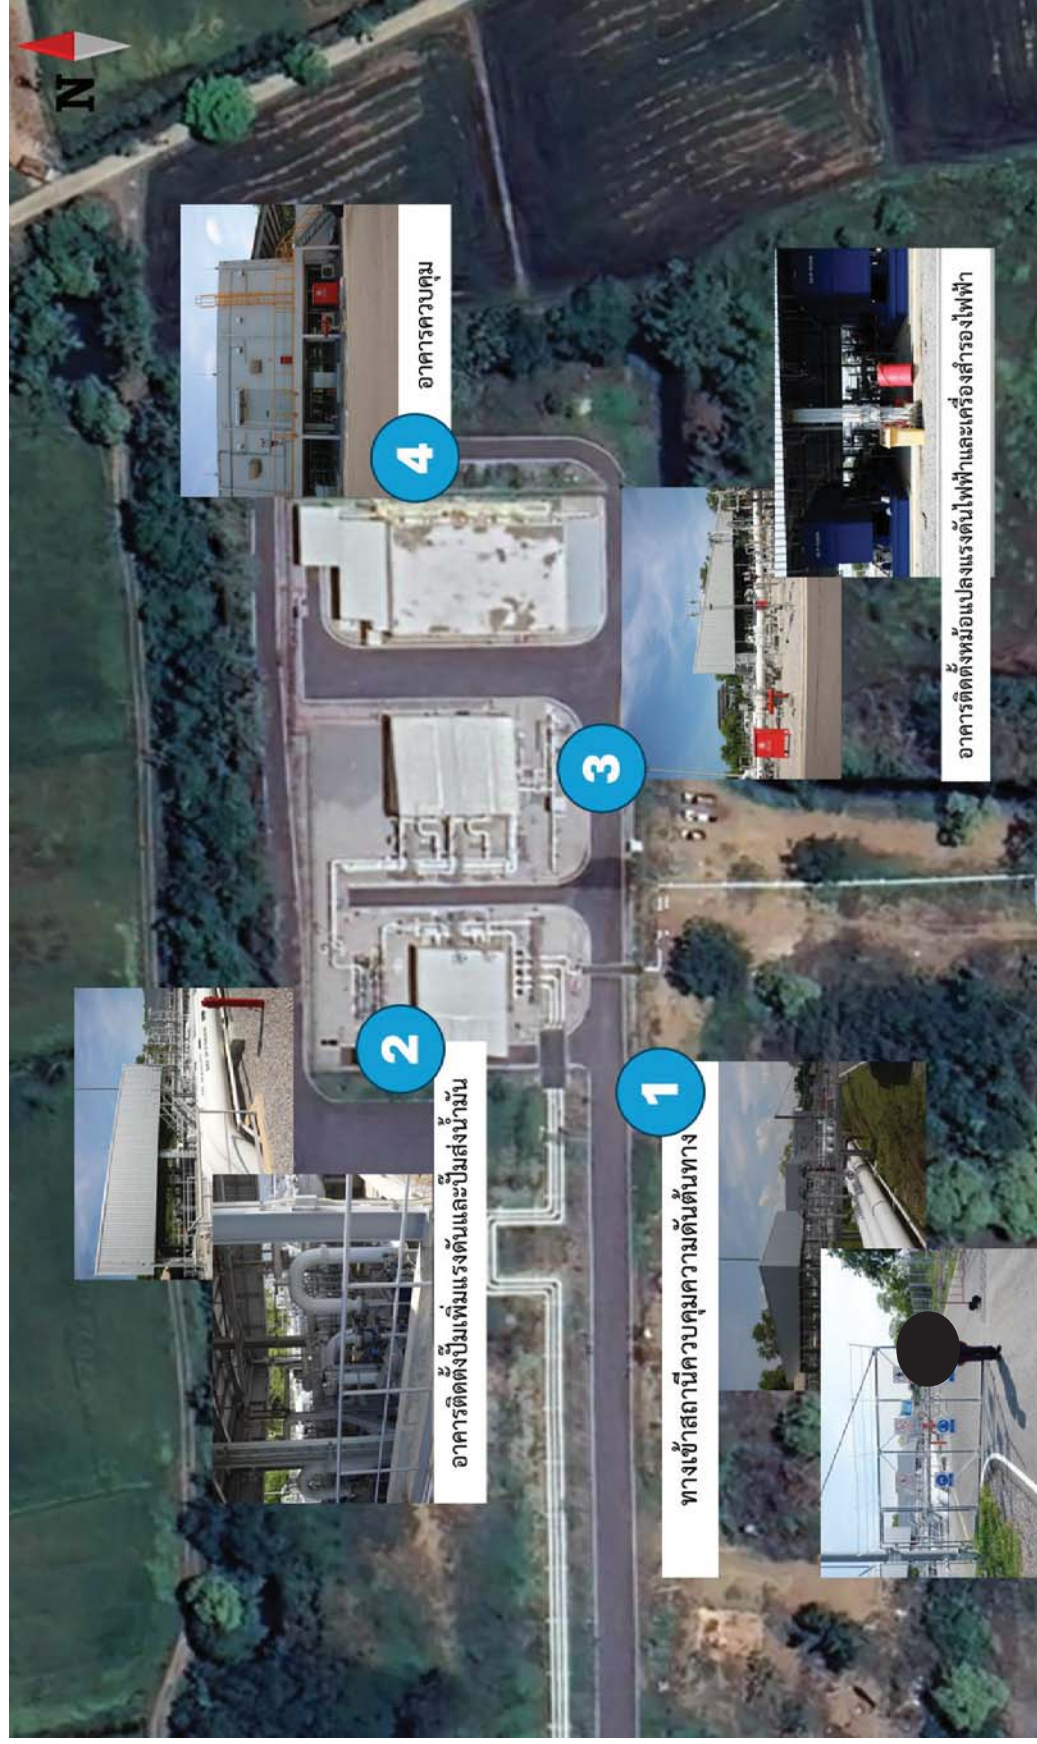 N
1
ทางเข้าสถานีควบคุมความดันต้นทาง
2
อาคารติดตั้งปั๊มเพิ่มแรงดันและปั๊มส่งน้ำมัน
3
อาคารติดตั้งหม้อแปลงแรงดันไฟฟ้าและเครื่องสำรองไฟฟ้า
4
อาคารควบคุม